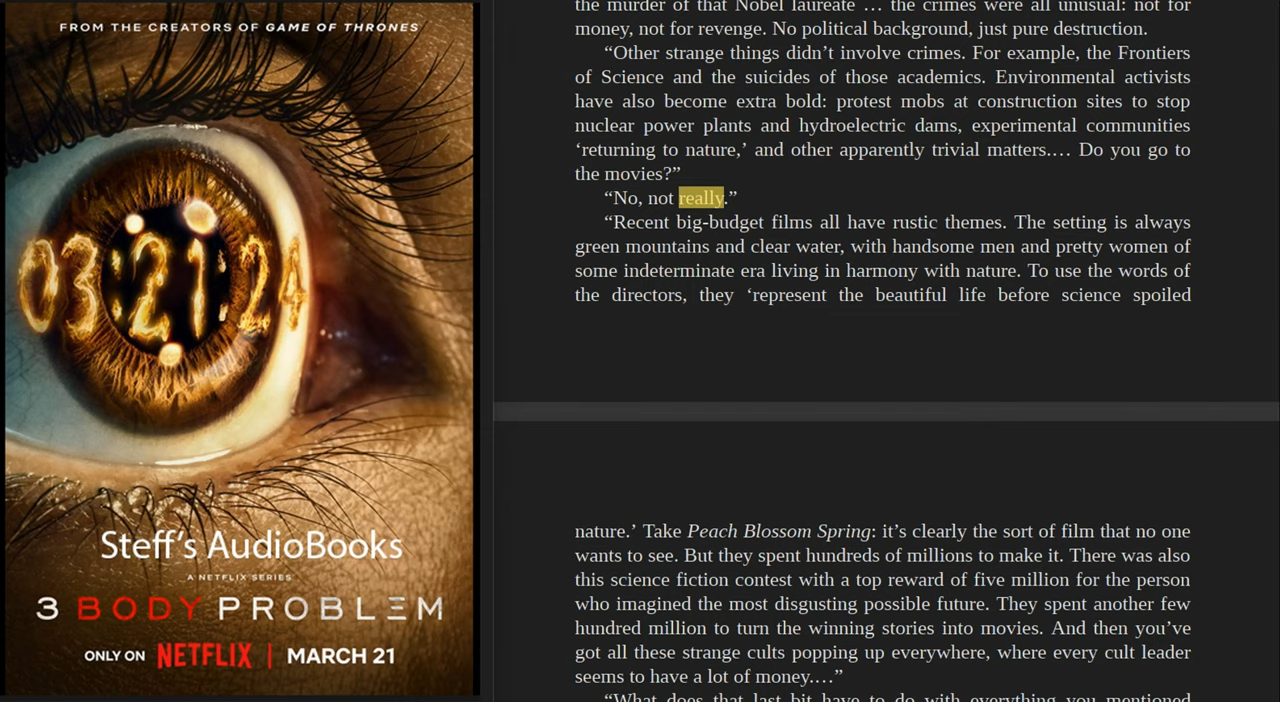 FROM THE CREATORS OF GAME OF THRONES
03:21:24
Steff's AudioBooks
A NETFLIX SERIES
3 BODY PROBLEM
ONLY ON NETFLIX | MARCH 21
the murder of that Nobel laureate … the crimes were all unusual: not for
money, not for revenge. No political background, just pure destruction.
“Other strange things didn’t involve crimes. For example, the Frontiers
of Science and the suicides of those academics. Environmental activists
have also become extra bold: protest mobs at construction sites to stop
nuclear power plants and hydroelectric dams, experimental communities
‘returning to nature,’ and other apparently trivial matters.… Do you go to
the movies?”
“No, not really.”
“Recent big-budget films all have rustic themes. The setting is always
green mountains and clear water, with handsome men and pretty women of
some indeterminate era living in harmony with nature. To use the words of
the directors, they ‘represent the beautiful life before science spoiled
nature.’ Take Peach Blossom Spring: it’s clearly the sort of film that no one
wants to see. But they spent hundreds of millions to make it. There was also
this science fiction contest with a top reward of five million for the person
who imagined the most disgusting possible future. They spent another few
hundred million to turn the winning stories into movies. And then you’ve
got all these strange cults popping up everywhere, where every cult leader
seems to have a lot of money.…”
“What does that last bit have to do with everything you mentioned